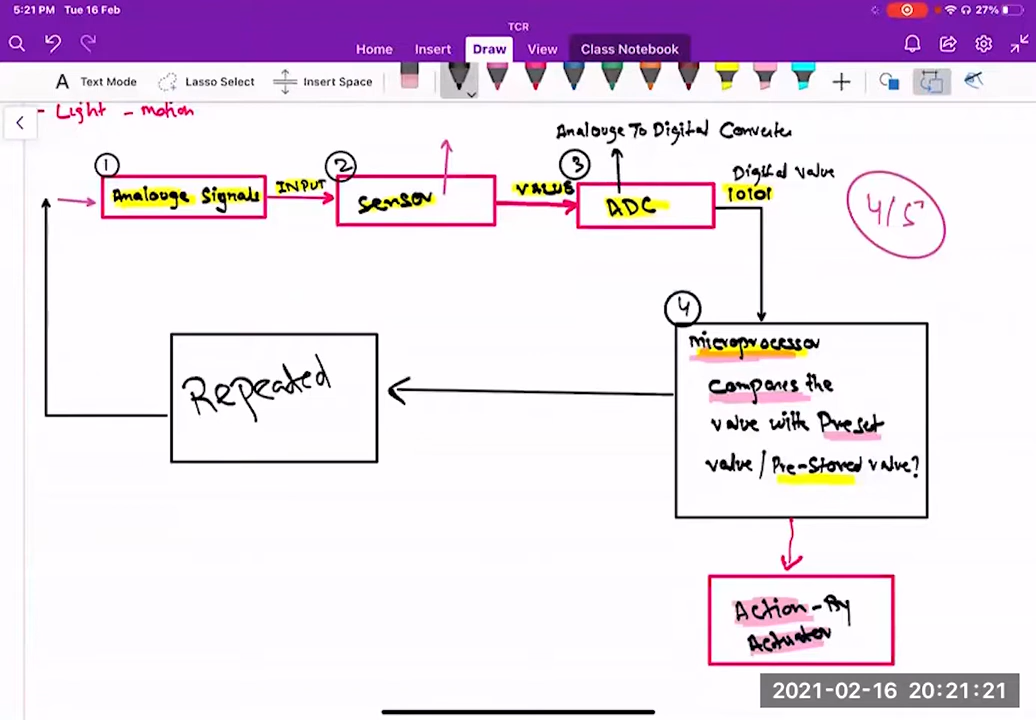 5:21 PM Tue 16 Feb
27%
TCR
Home Insert Draw View Class Notebook
A Text Mode Lasso Select Insert Space
- Light - motion
Analouge To Digital Converter
1 2 3
Digital value
Analouge Signals INPUT Sensor VALUE ADC 10101
4/5
4
microprocessor
Compares the
value with Preset
value/Pre-Stored value?
Repeated
Action-By
Actuator
2021-02-16 20:21:21